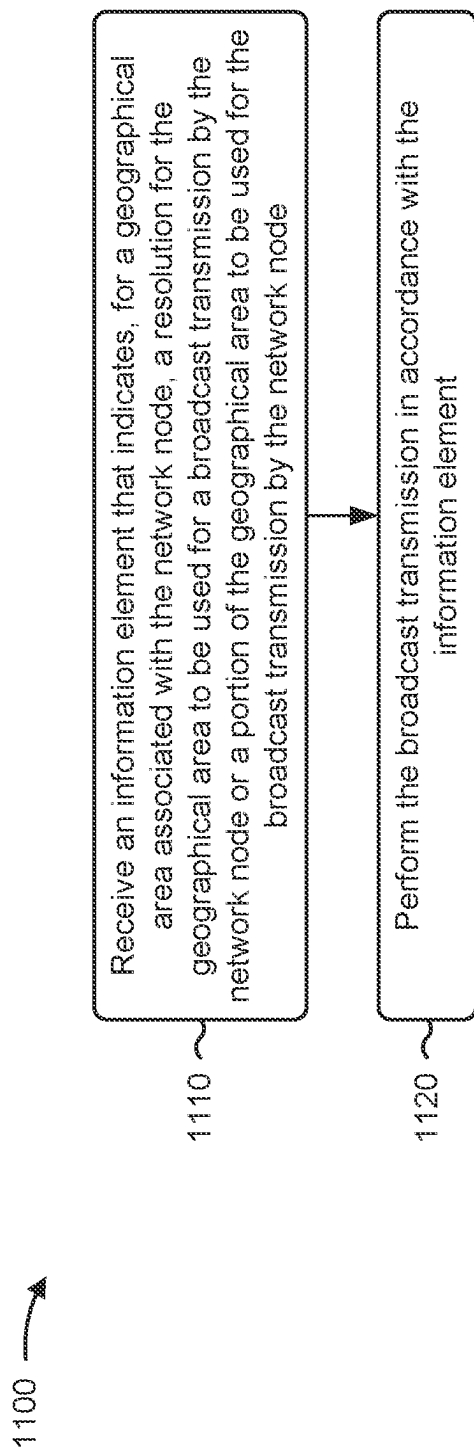 1100
1110
Receive an information element that indicates, for a geographical
area associated with the network node, a resolution for the
geographical area to be used for a broadcast transmission by the
network node or a portion of the geographical area to be used for the
broadcast transmission by the network node
1120
Perform the broadcast transmission in accordance with the
information element